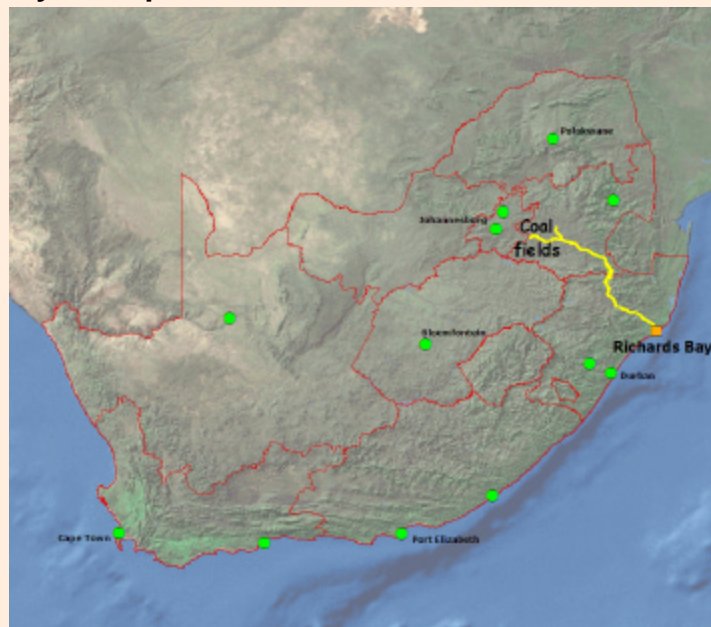 Polokwane
Johannesburg
Coal
fields
Bloemfontein
Richards Bay
Durban
Cape Town
Port Elizabeth